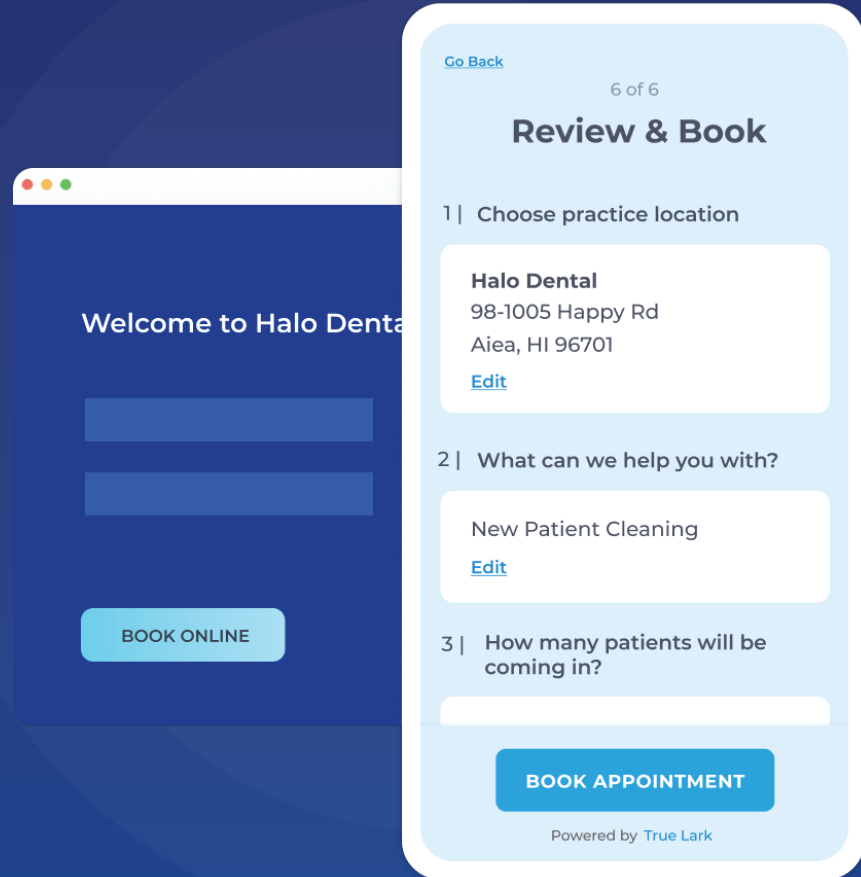 Welcome to Halo Denta
BOOK ONLINE
Go Back
6 of 6
Review & Book
1 | Choose practice location
Halo Dental
98-1005 Happy Rd
Aiea, HI 96701
Edit
2 | What can we help you with?
New Patient Cleaning
Edit
3 | How many patients will be
coming in?
BOOK APPOINTMENT
Powered by True Lark